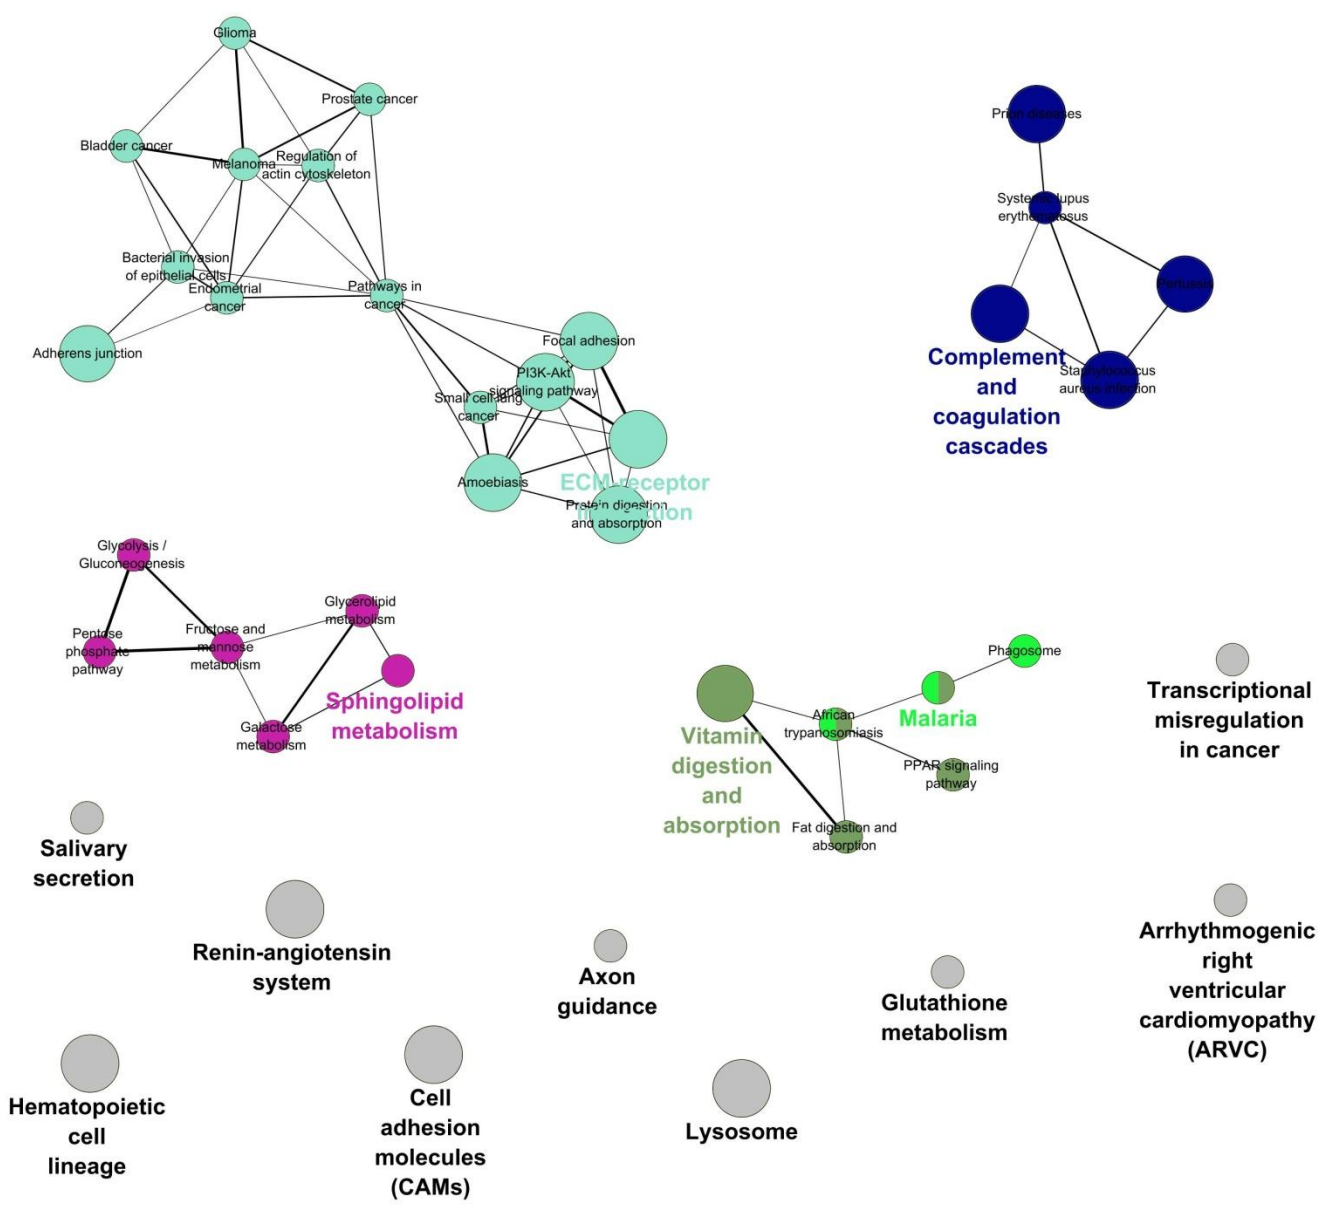 Glioma
Prostate cancer
Bladder cancer
Melanoma
Regulation of
actin cytoskeleton
Bacterial invasion
of epithelial cells
Endometrial
cancer
Pathways in
cancer
Adherens junction
Focal adhesion
PI3K-Akt
signaling pathway
Small cell lung
cancer
Amoebiasis
ECM-receptor
interaction
Protein digestion
and absorption
Prion diseases
Systemic lupus
erythematosus
Pertussis
Complement
and
coagulation
cascades
Staphylococcus
aureus infection
Glycolysis /
Gluconeogenesis
Pentose
phosphate
pathway
Fructose and
mannose
metabolism
Glycerolipid
metabolism
Sphingolipid
metabolism
Galactose
metabolism
Phagosome
Malaria
African
trypanosomiasis
Vitamin
digestion
and
absorption
PPAR signaling
pathway
Fat digestion and
absorption
Transcriptional
misregulation
in cancer
Salivary
secretion
Renin-angiotensin
system
Axon
guidance
Glutathione
metabolism
Arrhythmogenic
right
ventricular
cardiomyopathy
(ARVC)
Hematopoietic
cell
lineage
Cell
adhesion
molecules
(CAMs)
Lysosome